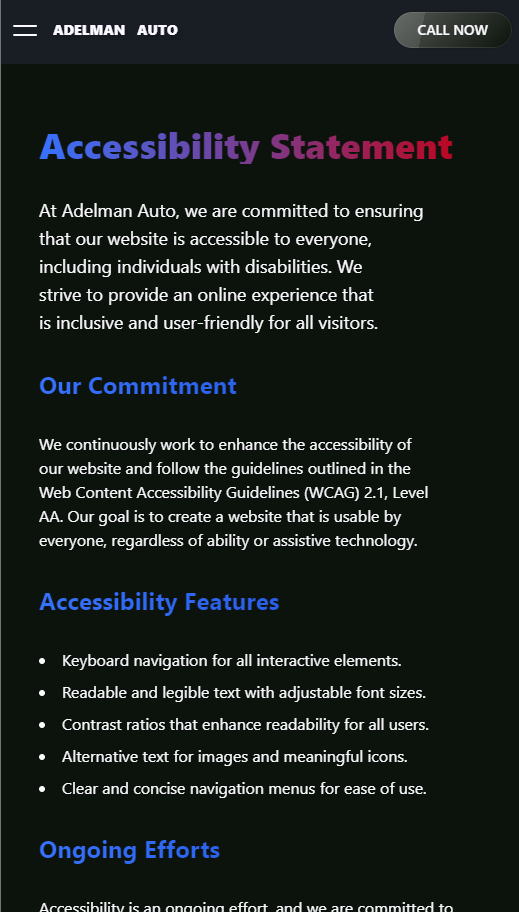 ADELMAN AUTO
CALL NOW
Accessibility Statement
At Adelman Auto, we are committed to ensuring
that our website is accessible to everyone,
including individuals with disabilities. We
strive to provide an online experience that
is inclusive and user-friendly for all visitors.
Our Commitment
We continuously work to enhance the accessibility of
our website and follow the guidelines outlined in the
Web Content Accessibility Guidelines (WCAG) 2.1, Level
AA. Our goal is to create a website that is usable by
everyone, regardless of ability or assistive technology.
Accessibility Features
• Keyboard navigation for all interactive elements.
• Readable and legible text with adjustable font sizes.
• Contrast ratios that enhance readability for all users.
• Alternative text for images and meaningful icons.
• Clear and concise navigation menus for ease of use.
Ongoing Efforts
Accessibility is an ongoing effort, and we are committed to